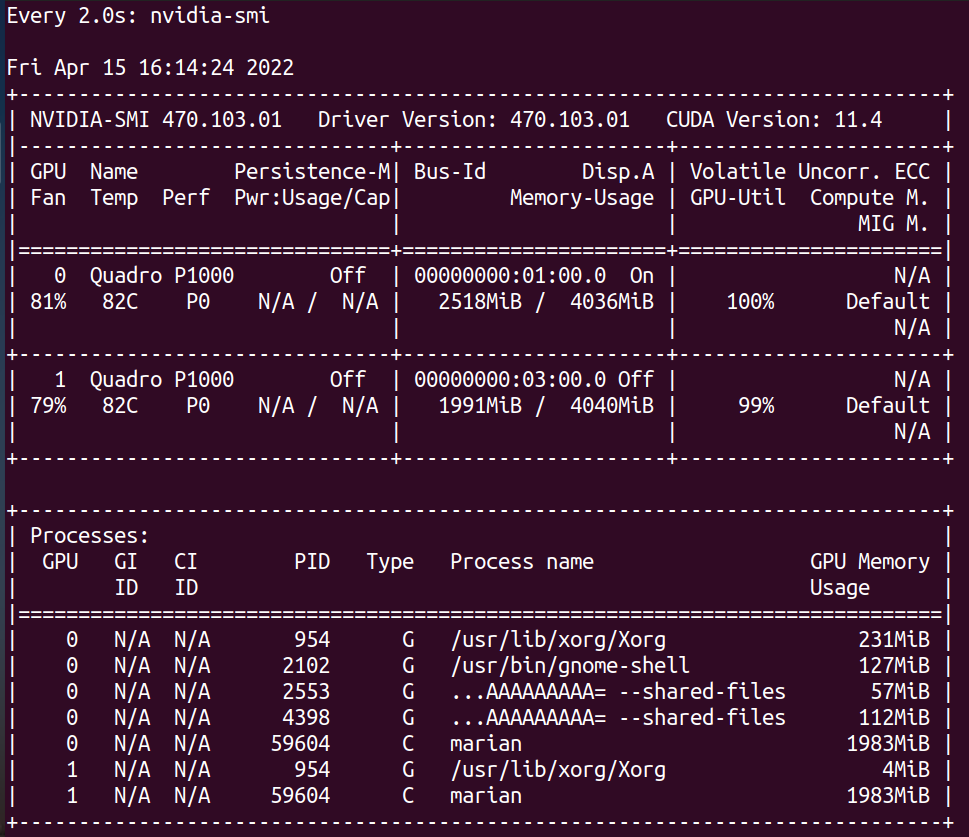 Every 2.0s: nvidia-smi
Fri Apr 15 16:14:24 2022
+-----------------------------------------------------------------------------+
| NVIDIA-SMI 470.103.01   Driver Version: 470.103.01   CUDA Version: 11.4     |
|-------------------------------+----------------------+----------------------+
| GPU  Name        Persistence-M| Bus-Id        Disp.A | Volatile Uncorr. ECC |
| Fan  Temp  Perf  Pwr:Usage/Cap|         Memory-Usage | GPU-Util  Compute M. |
|                               |                      |               MIG M. |
|===============================+======================+======================|
|   0  Quadro P1000        Off  | 00000000:01:00.0  On |                  N/A |
| 81%   82C    P0    N/A /  N/A |   2518MiB /  4036MiB |    100%      Default |
|                               |                      |                  N/A |
+-------------------------------+----------------------+----------------------+
|   1  Quadro P1000        Off  | 00000000:03:00.0 Off |                  N/A |
| 79%   82C    P0    N/A /  N/A |   1991MiB /  4040MiB |     99%      Default |
|                               |                      |                  N/A |
+-------------------------------+----------------------+----------------------+
+-----------------------------------------------------------------------------+
| Processes:                                                                  |
|  GPU   GI   CI        PID   Type   Process name                  GPU Memory |
|        ID   ID                                                   Usage      |
|=============================================================================|
|    0   N/A  N/A       954      G   /usr/lib/xorg/Xorg                231MiB |
|    0   N/A  N/A      2102      G   /usr/bin/gnome-shell              127MiB |
|    0   N/A  N/A      2553      G   ...AAAAAAAAA= --shared-files       57MiB |
|    0   N/A  N/A      4398      G   ...AAAAAAAAA= --shared-files      112MiB |
|    0   N/A  N/A     59604      C   marian                           1983MiB |
|    1   N/A  N/A       954      G   /usr/lib/xorg/Xorg                  4MiB |
|    1   N/A  N/A     59604      C   marian                           1983MiB |
+-----------------------------------------------------------------------------+